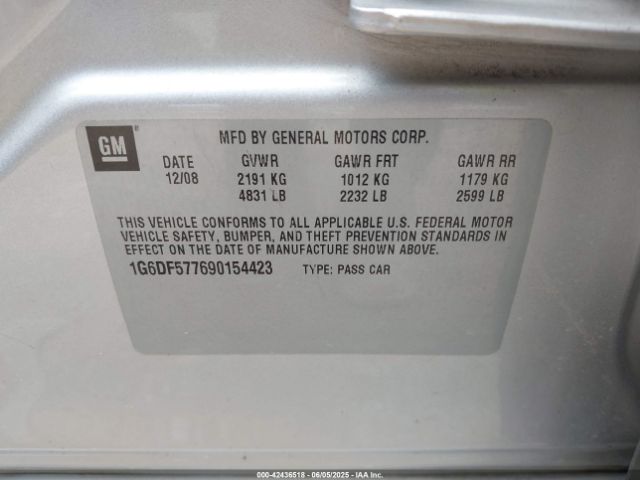 GM
MFD BY GENERAL MOTORS CORP.
DATE GVWR GAWR FRT GAWR RR
12/08 2191 KG 1012 KG 1179 KG
4831 LB 2232 LB 2599 LB
THIS VEHICLE CONFORMS TO ALL APPLICABLE U.S. FEDERAL MOTOR
VEHICLE SAFETY, BUMPER, AND THEFT PREVENTION STANDARDS IN
EFFECT ON THE DATE OF MANUFACTURE SHOWN ABOVE.
1G6DF577690154423 TYPE: PASS CAR
000-42436518 - 06/05/2025 - IAA Inc.